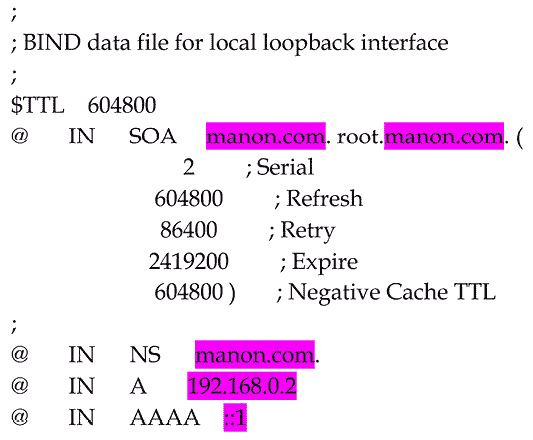 ;
; BIND data file for local loopback interface
;
$TTL 604800
@ IN SOA manon.com. root.manon.com. (
2 ; Serial
604800 ; Refresh
86400 ; Retry
2419200 ; Expire
604800 ) ; Negative Cache TTL
;
@ IN NS manon.com.
@ IN A 192.168.0.2
@ IN AAAA ::1